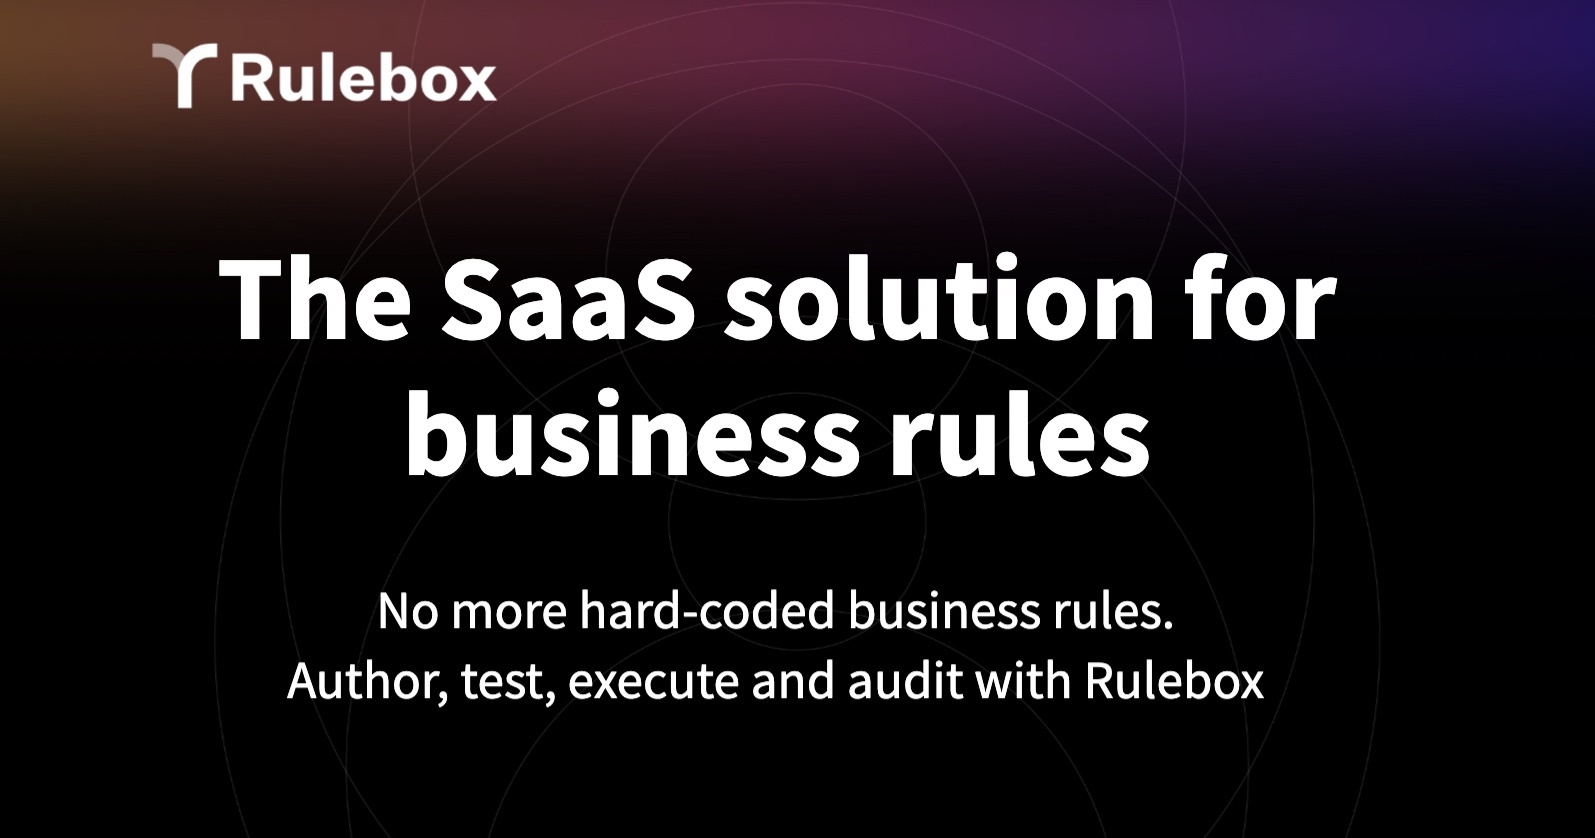 Rulebox
The SaaS solution for
business rules
No more hard-coded business rules.
Author, test, execute and audit with Rulebox